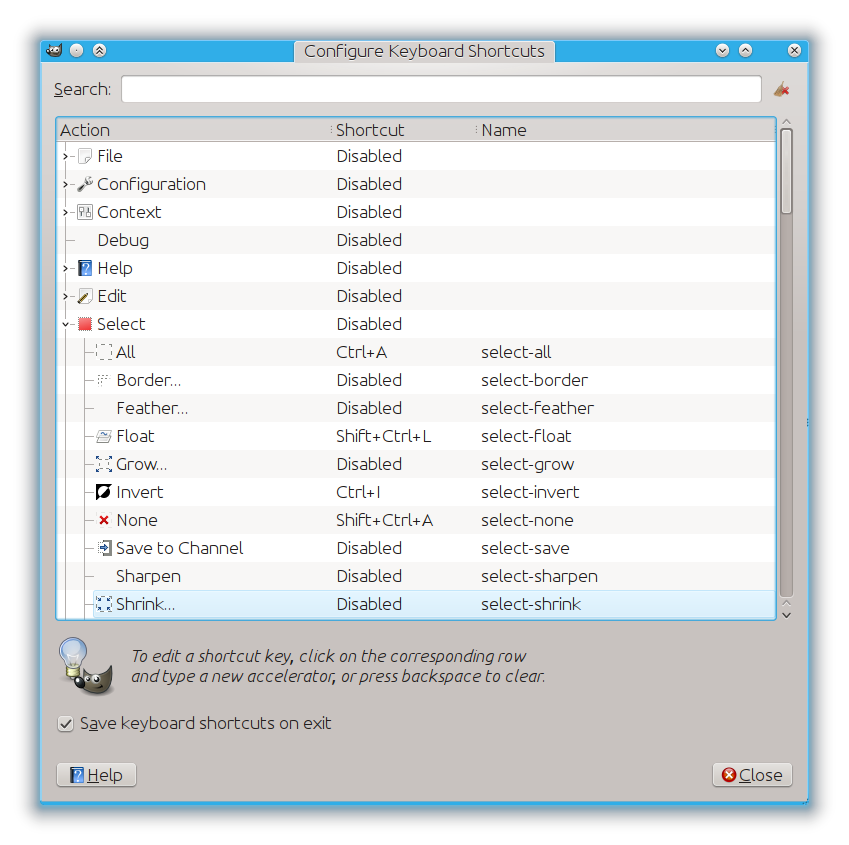 Configure Keyboard Shortcuts
Search:
Action Shortcut Name
File Disabled
Configuration Disabled
Context Disabled
Debug Disabled
Help Disabled
Edit Disabled
Select Disabled
All Ctrl+A select-all
Border... Disabled select-border
Feather... Disabled select-feather
Float Shift+Ctrl+L select-float
Grow... Disabled select-grow
Invert Ctrl+I select-invert
None Shift+Ctrl+A select-none
Save to Channel Disabled select-save
Sharpen Disabled select-sharpen
Shrink... Disabled select-shrink
To edit a shortcut key, click on the corresponding row
and type a new accelerator, or press backspace to clear.
Save keyboard shortcuts on exit
Help Close